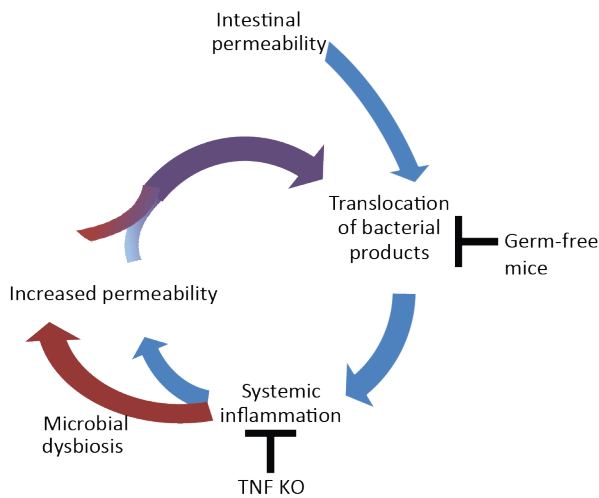 Intestinal
permeability
Translocation
of bacterial
products
Germ-free
mice
Increased permeability
Systemic
inflammation
Microbial
dysbiosis
TNF KO